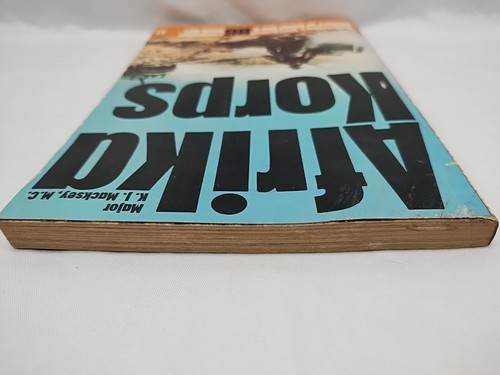 Afrika
Korps
Major
K. J. Macksey, M.C.